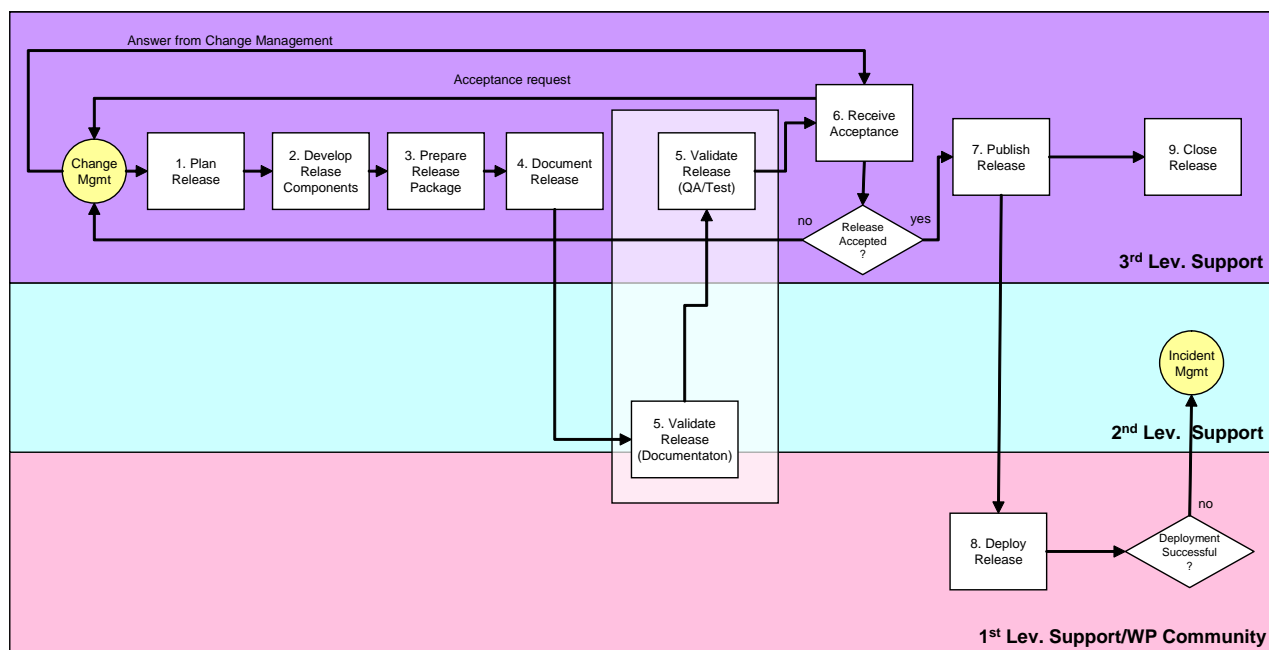 Answer from Change Management
Acceptance request
Change
Mgmt
1. Plan
Release
2. Develop
Relase
Components
3. Prepare
Release
Package
4. Document
Release
5. Validate
Release
(QA/Test)
6. Receive
Acceptance
7. Publish
Release
9. Close
Release
no
Release
Accepted
?
yes
3rd Lev. Support
Incident
Mgmt
5. Validate
Release
(Documentaton)
2nd Lev. Support
no
8. Deploy
Release
Deployment
Successful
?
1st Lev. Support/WP Community